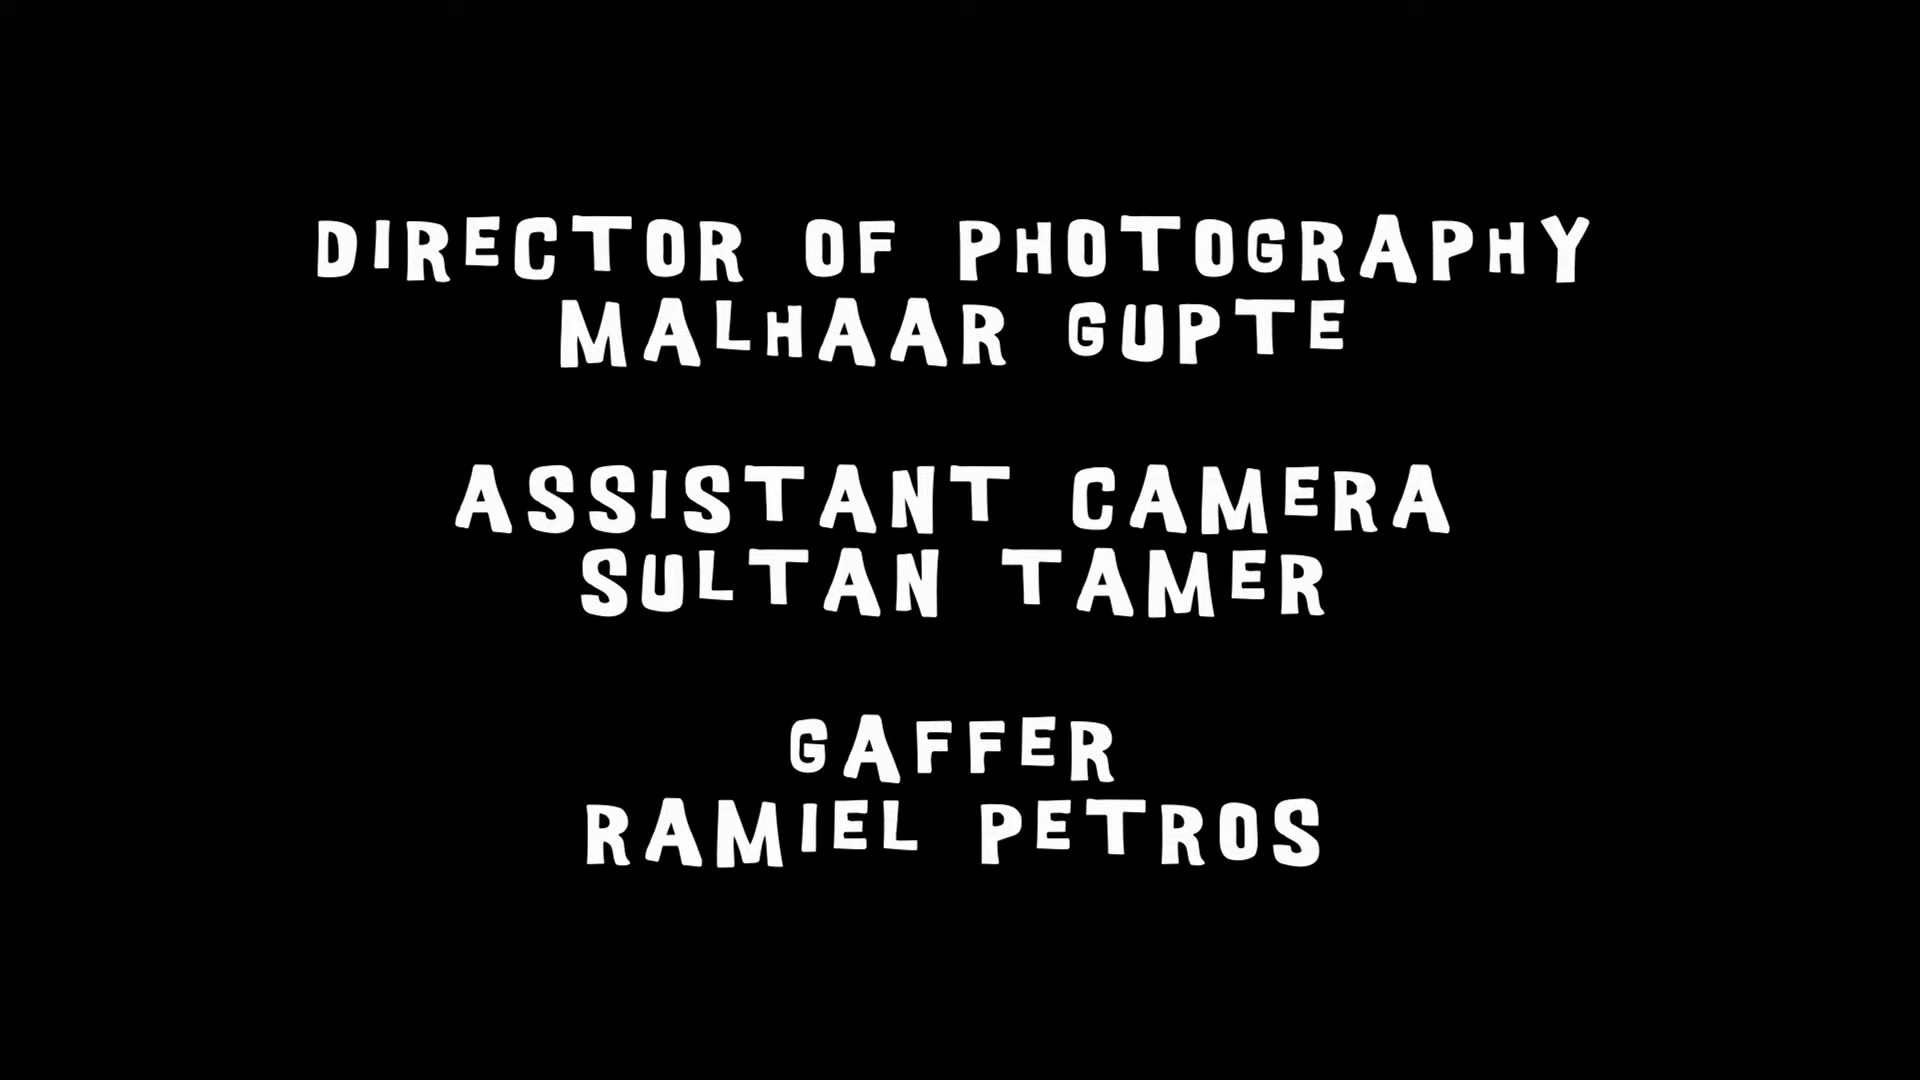 DIRECTOR OF PHOTOGRAPHY
MALHAAR GUPTE
ASSISTANT CAMERA
SULTAN TAMER
GAFFER
RAMIEL PETROS